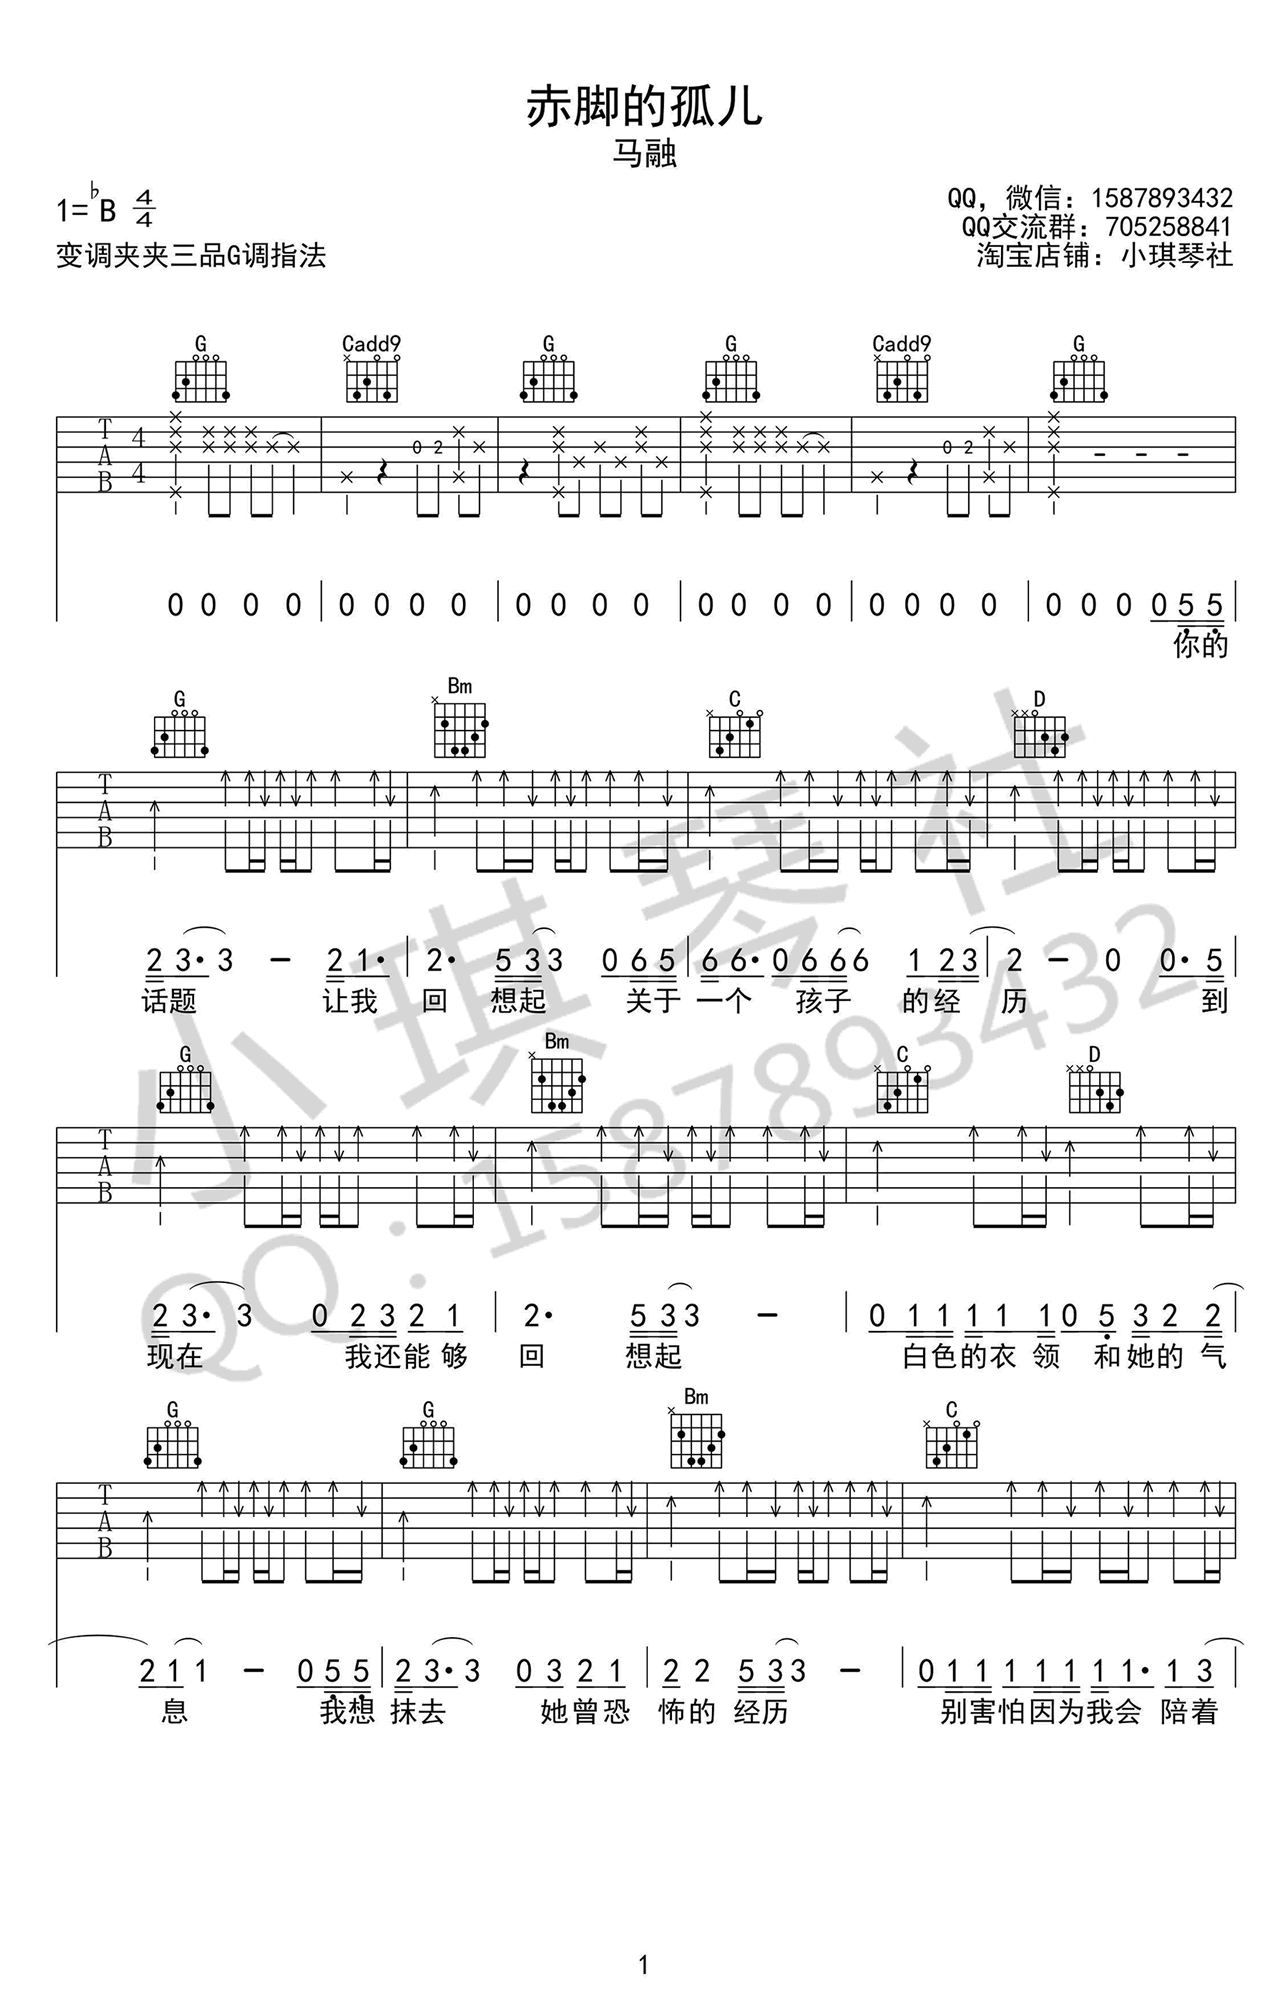 赤脚的孤儿
马融
1=♭B 4/4
QQ，微信：1587893432
QQ交流群：705258841
变调夹夹三品G调指法
淘宝店铺：小琪琴社
G Cadd9 G G Cadd9 G
T A B 4/4 0 2 0 2
0 0 0 0 | 0 0 0 0 | 0 0 0 0 | 0 0 0 0 | 0 0 0 0 | 0 0 0 0 5 5
你的
G Bm C D
T A B
2 3· 3 - 2 1· | 2· 5 3 3 0 6 5 | 6 6· 0 6 6 6 1 2 3 | 2 - 0 0· 5
话题 让我 回 想起 关于 一个 孩子 的经 历 到
G Bm C D
T A B
2 3· 3 0 2 3 2 1 | 2· 5 3 3 - | 0 1 1 1 1 1 1 0 5 3 2 2
现在 我还能够 回 想起 白色的衣 领 和她的 气
G G Bm C
T A B
2 1 1 - 0 5 5 | 2 3· 3 0 3 2 1 | 2 2 5 3 3 - | 0 1 1 1 1 1 1 1· 1 3
息 我想 抹去 她曾恐 怖的 经历 别害怕因为我会 陪着
小琪琴社
QQ：1587893432
1